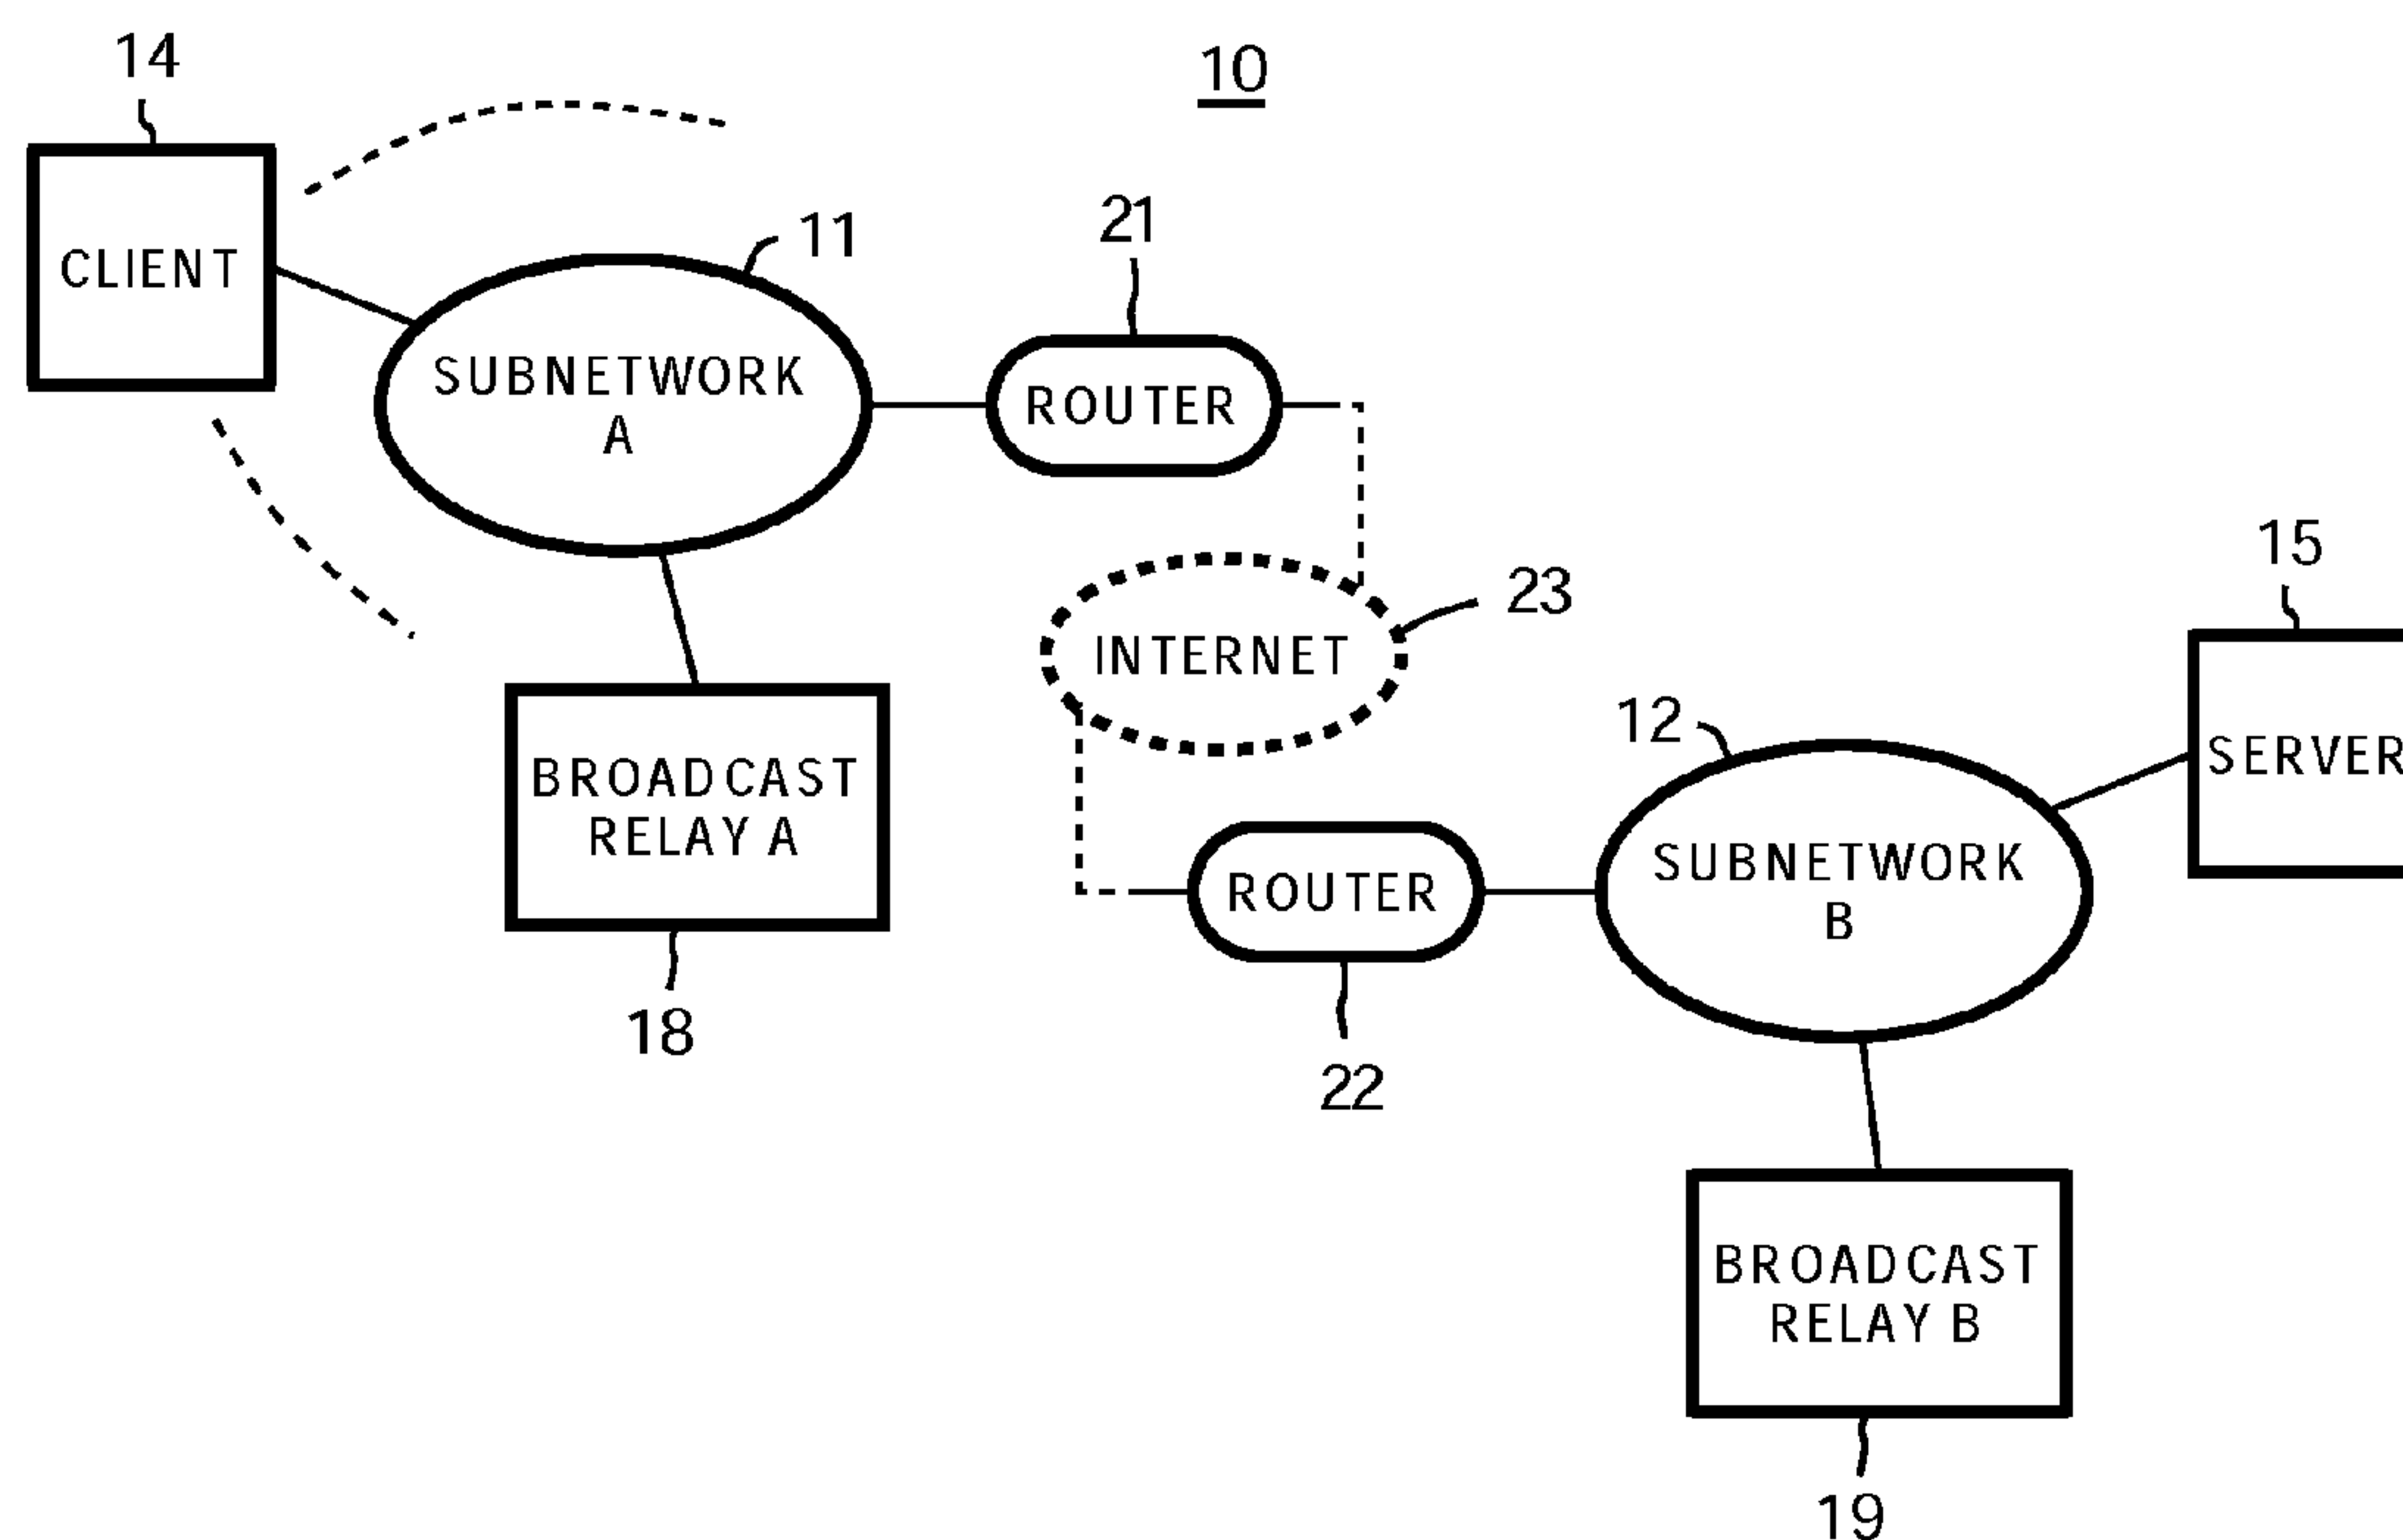 14
10
CLIENT
11
21
SUBNETWORK
A
ROUTER
15
23
INTERNET
12
SERVER
BROADCAST
RELAY A
ROUTER
SUBNETWORK
B
18
22
BROADCAST
RELAY B
19